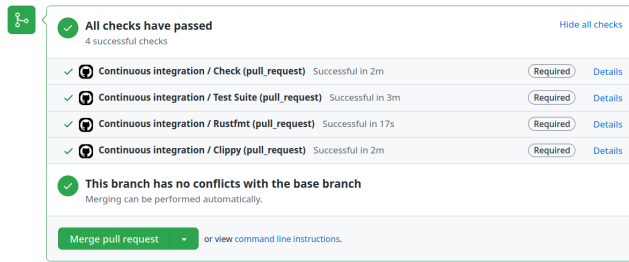 All checks have passed
Hide all checks
4 successful checks
Continuous integration / Check (pull_request) Successful in 2m Required Details
Continuous integration / Test Suite (pull_request) Successful in 3m Required Details
Continuous integration / Rustfmt (pull_request) Successful in 17s Required Details
Continuous integration / Clippy (pull_request) Successful in 2m Required Details
This branch has no conflicts with the base branch
Merging can be performed automatically.
Merge pull request or view command line instructions.